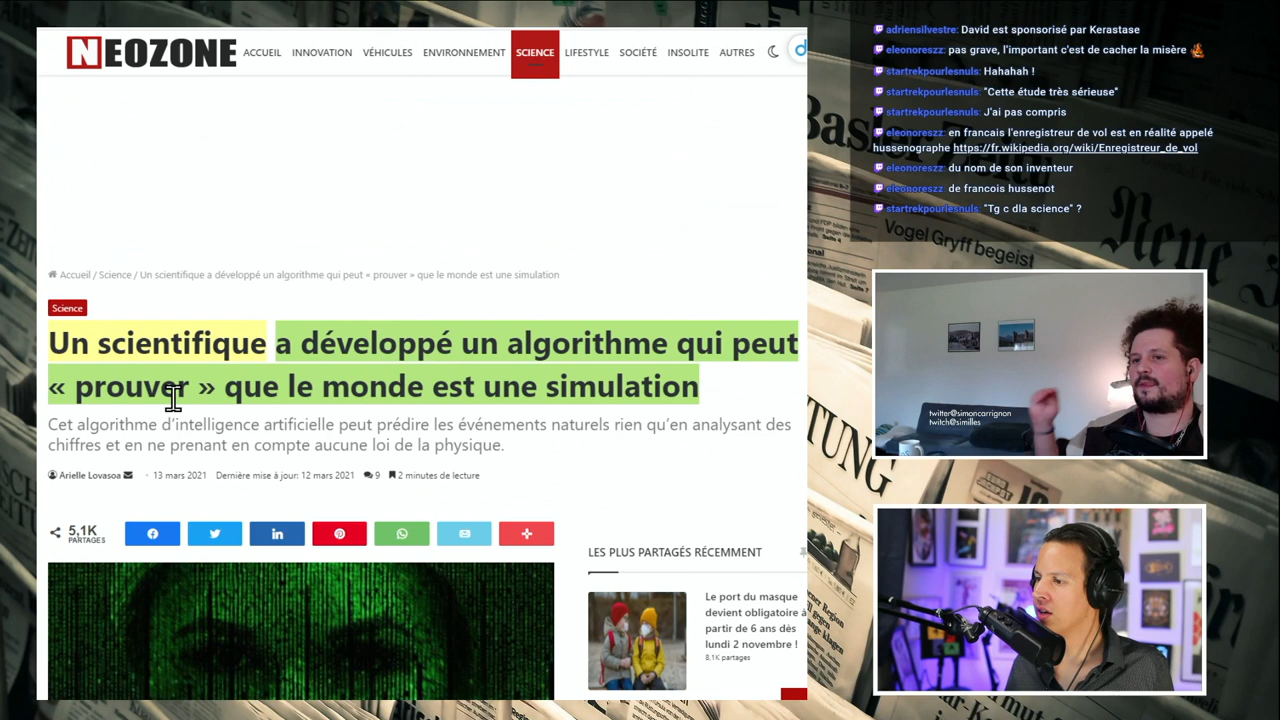 NEOZONE
ACCUEIL INNOVATION VÉHICULES ENVIRONNEMENT SCIENCE LIFESTYLE SOCIÉTÉ INSOLITE AUTRES
Accueil / Science / Un scientifique a développé un algorithme qui peut « prouver » que le monde est une simulation
Science
Un scientifique a développé un algorithme qui peut
« prouver » que le monde est une simulation
Cet algorithme d'intelligence artificielle peut prédire les événements naturels rien qu'en analysant des
chiffres et en ne prenant en compte aucune loi de la physique.
Arielle Lovasoa 13 mars 2021 Dernière mise à jour: 12 mars 2021 9 2 minutes de lecture
5,1K
PARTAGES
LES PLUS PARTAGÉS RÉCEMMENT
Le port du masque
devient obligatoire à
partir de 6 ans dès
lundi 2 novembre !
8,1K partages
adriensilvestre: David est sponsorisé par Kerastase
eleonoreszz: pas grave, l'important c'est de cacher la misère
startrekpourlesnuls: Hahahah !
startrekpourlesnuls: "Cette étude très sérieuse"
startrekpourlesnuls: J'ai pas compris
eleonoreszz: en francais l'enregistreur de vol est en réalité appelé
hussenographe https://fr.wikipedia.org/wiki/Enregistreur_de_vol
eleonoreszz: du nom de son inventeur
eleonoreszz: de francois hussenot
startrekpourlesnuls: "Tg c dla science" ?
Basler Zeitung
Vogel Gryff begeist
Neue
twitter@simoncarrignon
twitch@similles
TUNG